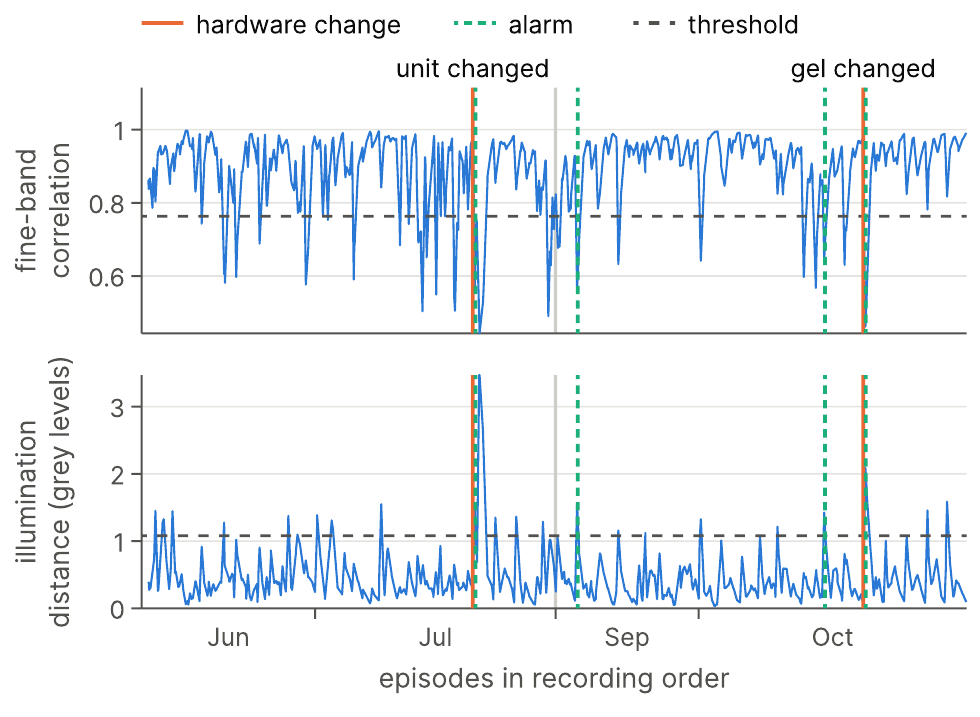 hardware change
alarm
threshold
unit changed
gel changed
fine-band
correlation
1
0.8
0.6
illumination
distance (grey levels)
3
2
1
0
Jun
Jul
Sep
Oct
episodes in recording order